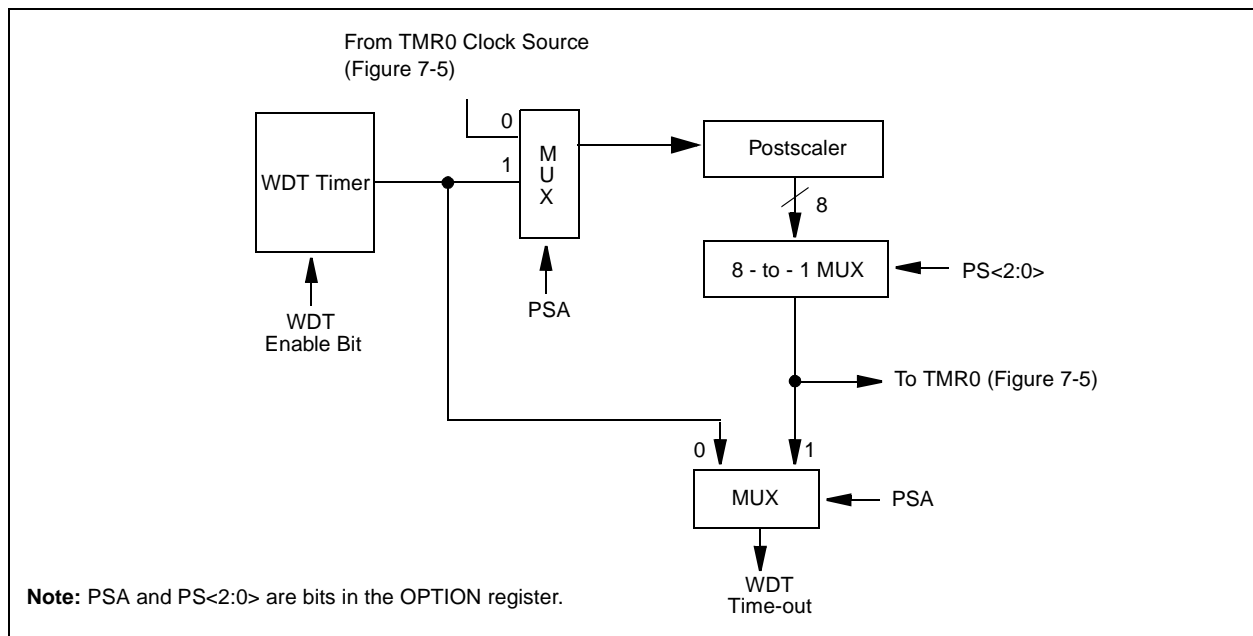 From TMR0 Clock Source
(Figure 7-5)
0
1
M
U
X
WDT Timer
Postscaler
8
8 - to - 1 MUX
PS<2:0>
WDT
Enable Bit
PSA
To TMR0 (Figure 7-5)
0
1
MUX
PSA
WDT
Time-out
Note: PSA and PS<2:0> are bits in the OPTION register.